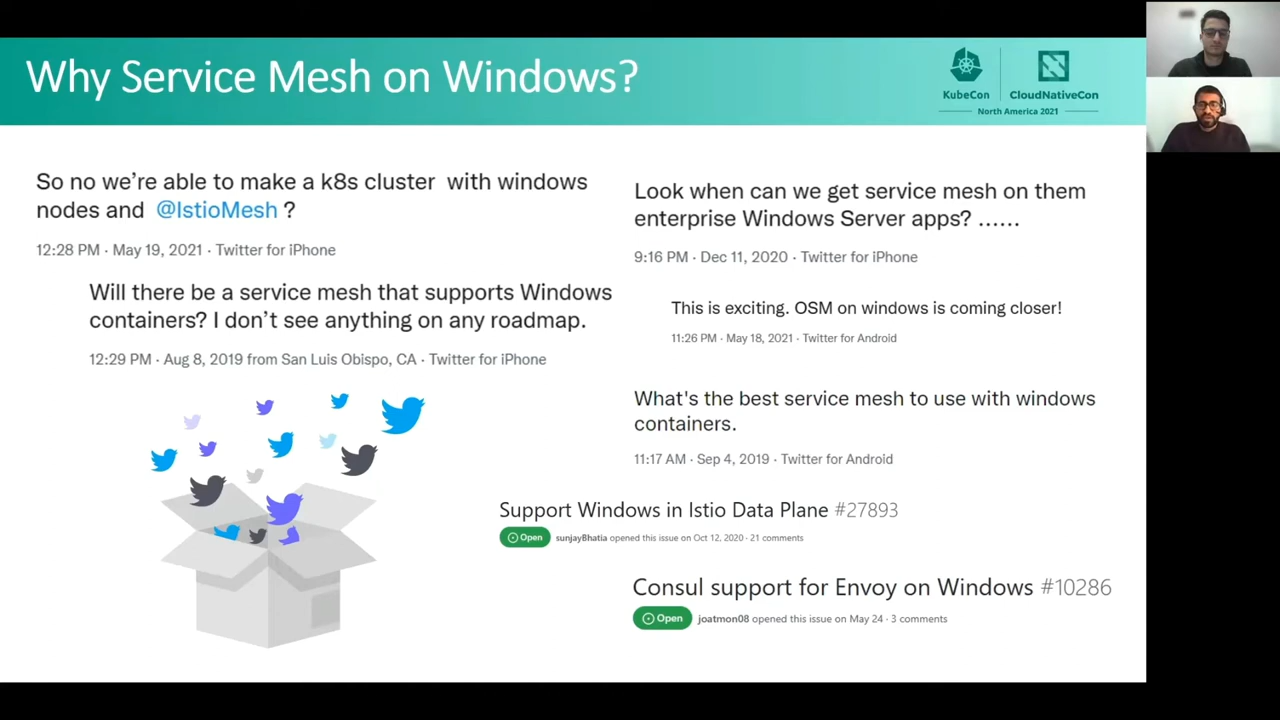 Why Service Mesh on Windows?
KubeCon
CloudNativeCon
North America 2021
So no we’re able to make a k8s cluster with windows
nodes and @IstioMesh ?
12:28 PM · May 19, 2021 · Twitter for iPhone
Will there be a service mesh that supports Windows
containers? I don’t see anything on any roadmap.
12:29 PM · Aug 8, 2019 from San Luis Obispo, CA · Twitter for iPhone
Look when can we get service mesh on them
enterprise Windows Server apps? ......
9:16 PM · Dec 11, 2020 · Twitter for iPhone
This is exciting. OSM on windows is coming closer!
11:26 PM · May 18, 2021 · Twitter for Android
What's the best service mesh to use with windows
containers.
11:17 AM · Sep 4, 2019 · Twitter for Android
Support Windows in Istio Data Plane #27893
Open sunjayBhatia opened this issue on Oct 12, 2020 · 21 comments
Consul support for Envoy on Windows #10286
Open joatmon08 opened this issue on May 24 · 3 comments